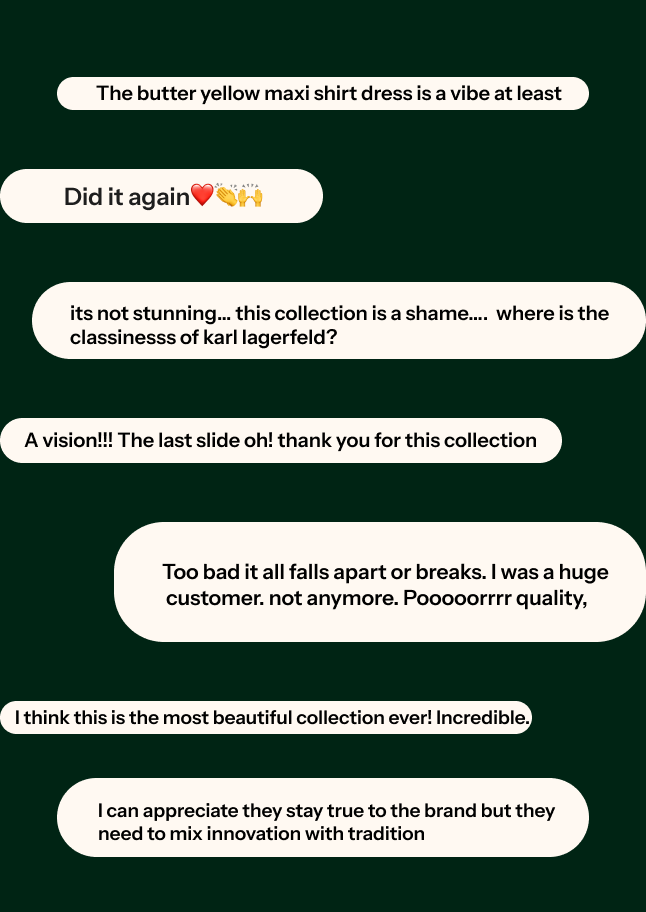 The butter yellow maxi shirt dress is a vibe at least
Did it again❤️👏🙌
its not stunning... this collection is a shame.... where is the
classinesss of karl lagerfeld?
A vision!!! The last slide oh! thank you for this collection
Too bad it all falls apart or breaks. I was a huge
customer. not anymore. Pooooorrrr quality,
I think this is the most beautiful collection ever! Incredible.
I can appreciate they stay true to the brand but they
need to mix innovation with tradition